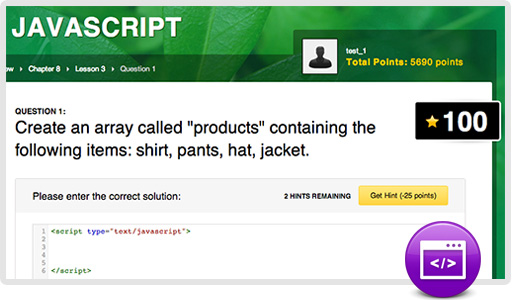 JAVASCRIPT
test_1
Total Points: 5690 points
Chapter 8 › Lesson 3 › Question 1
QUESTION 1:
Create an array called "products" containing the
following items: shirt, pants, hat, jacket.
100
Please enter the correct solution:
2 HINTS REMAINING
Get Hint (-25 points)
1 <script type="text/javascript">
2
3
4
5
6 </script>
</>